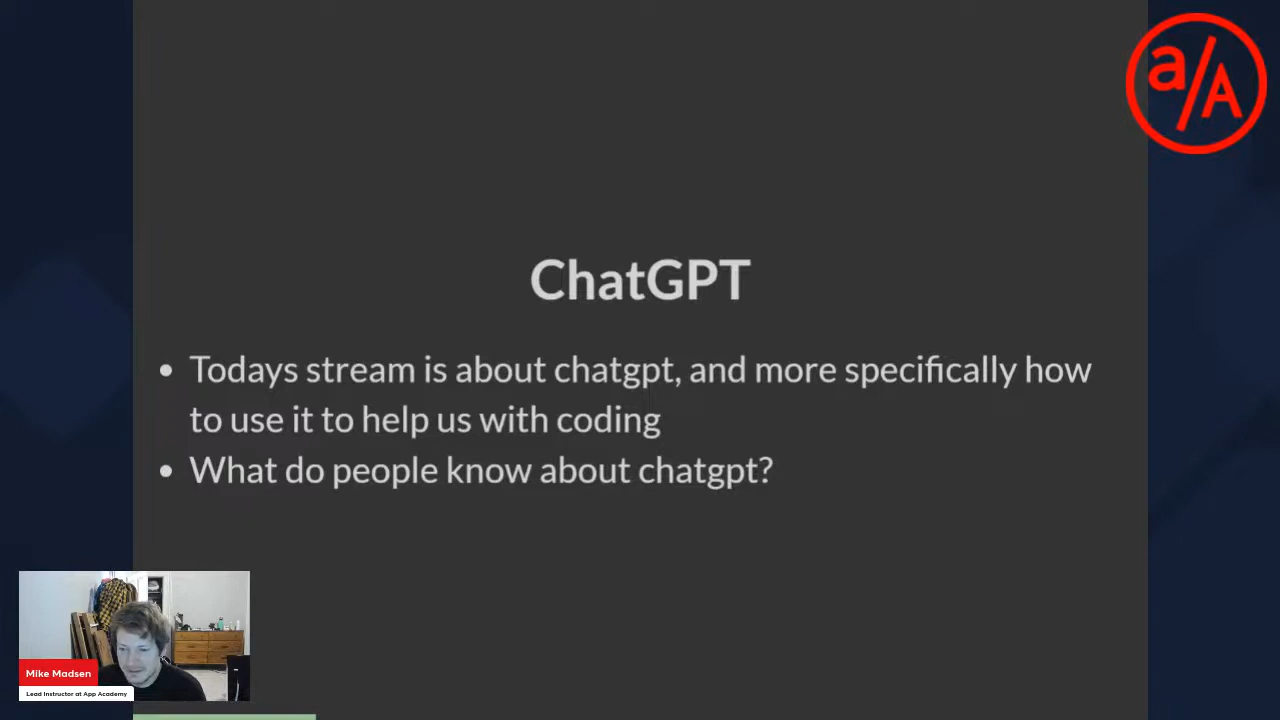 a/A
ChatGPT
• Todays stream is about chatgpt, and more specifically how
to use it to help us with coding
• What do people know about chatgpt?
Mike Madsen
Lead Instructor at App Academy